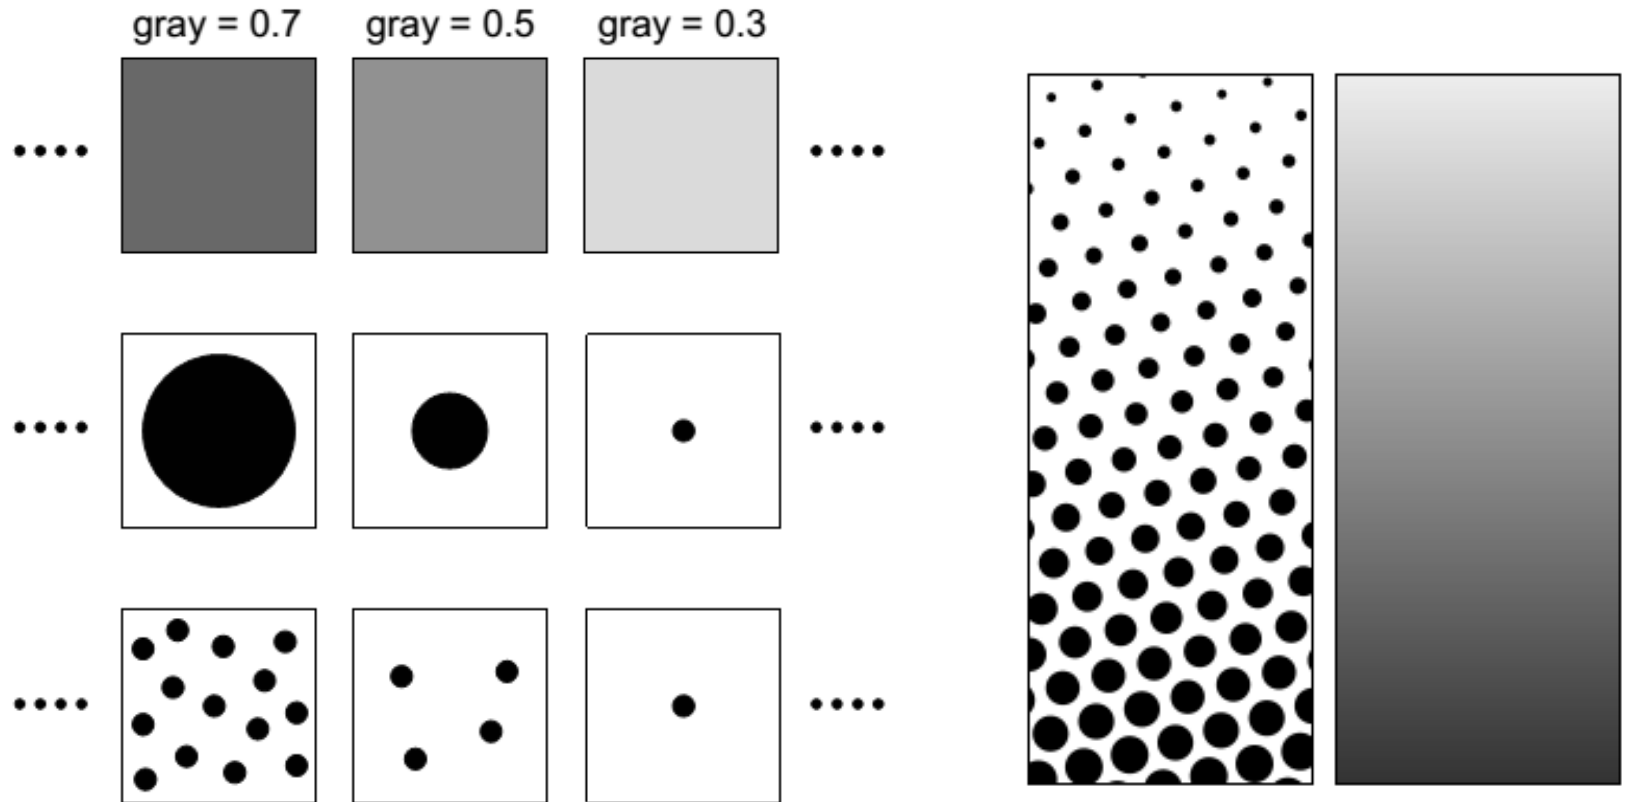 gray = 0.7 gray = 0.5 gray = 0.3